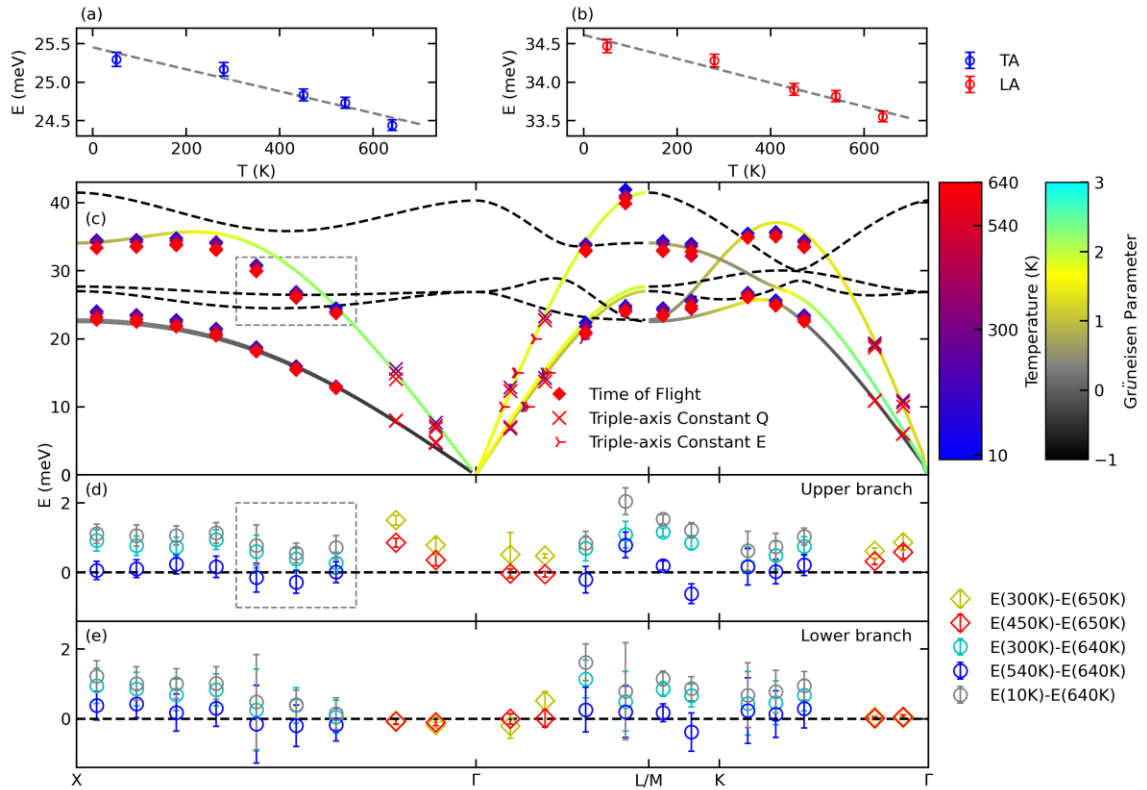 (a)
(b)
25.5
25.0
24.5
E (meV)
0 200 400 600
T (K)
34.5
34.0
33.5
E (meV)
0 200 400 600
T (K)
TA
LA
(c)
40
30
20
10
0
E (meV)
Time of Flight
Triple-axis Constant Q
Triple-axis Constant E
640
540
450
300
10
Temperature (K)
3
2
1
0
−1
Grüneisen Parameter
(d)
Upper branch
2
0
(e)
Lower branch
2
0
X Γ L/M K Γ
E(300K)-E(650K)
E(450K)-E(650K)
E(300K)-E(640K)
E(540K)-E(640K)
E(10K)-E(640K)